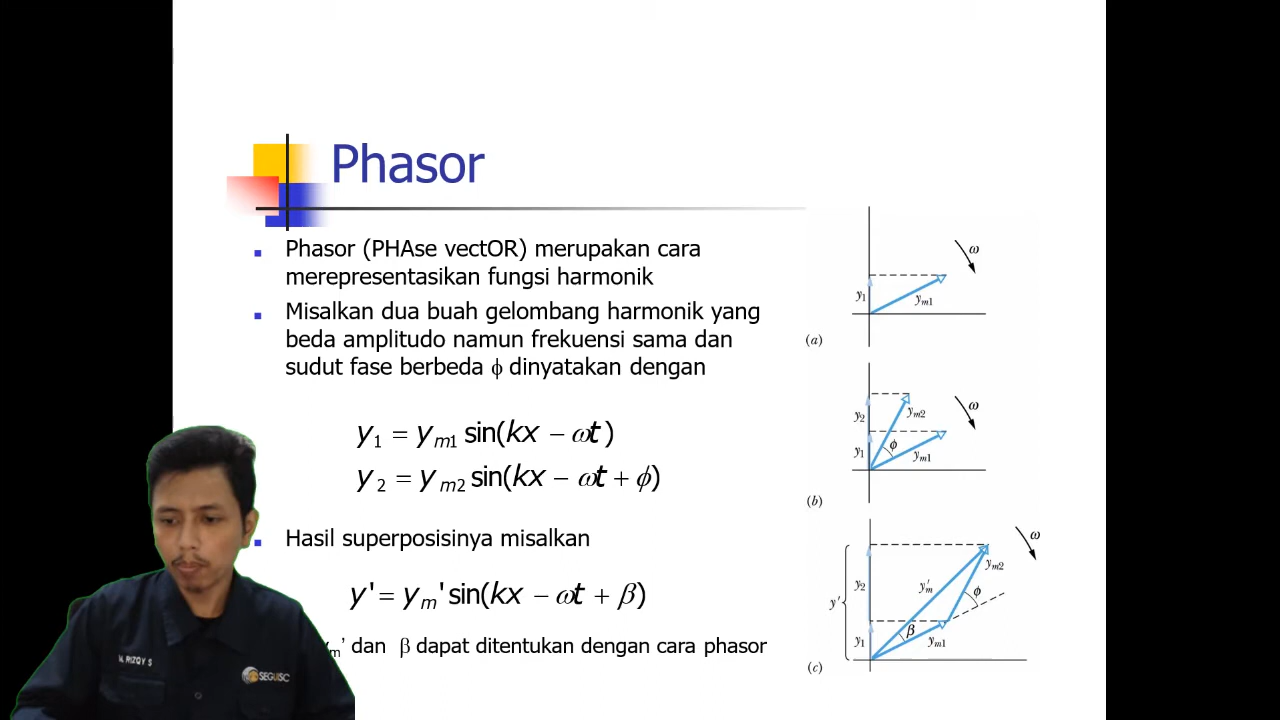 Phasor
Phasor (PHAse vectOR) merupakan cara
merepresentasikan fungsi harmonik
Misalkan dua buah gelombang harmonik yang
beda amplitudo namun frekuensi sama dan
sudut fase berbeda ϕ dinyatakan dengan
y₁ = yₘ₁ sin(kx − ωt)
y₂ = yₘ₂ sin(kx − ωt + ϕ)
Hasil superposisinya misalkan
y' = yₘ' sin(kx − ωt + β)
yₘ' dan β dapat ditentukan dengan cara phasor
ω
y₁
yₘ₁
(a)
ω
y₂
yₘ₂
y₁
ϕ
yₘ₁
(b)
ω
yₘ₂
y₂
y'ₘ
ϕ
y'
β
y₁
yₘ₁
(c)
M. RIZQY S
SEGUISC